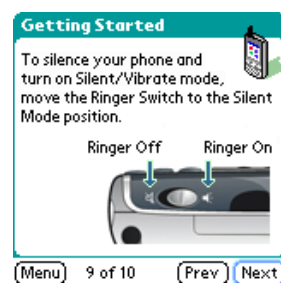 Getting Started
To silence your phone and
turn on Silent/Vibrate mode,
move the Ringer Switch to the Silent
Mode position.
Ringer Off Ringer On
Menu 9 of 10 Prev Next